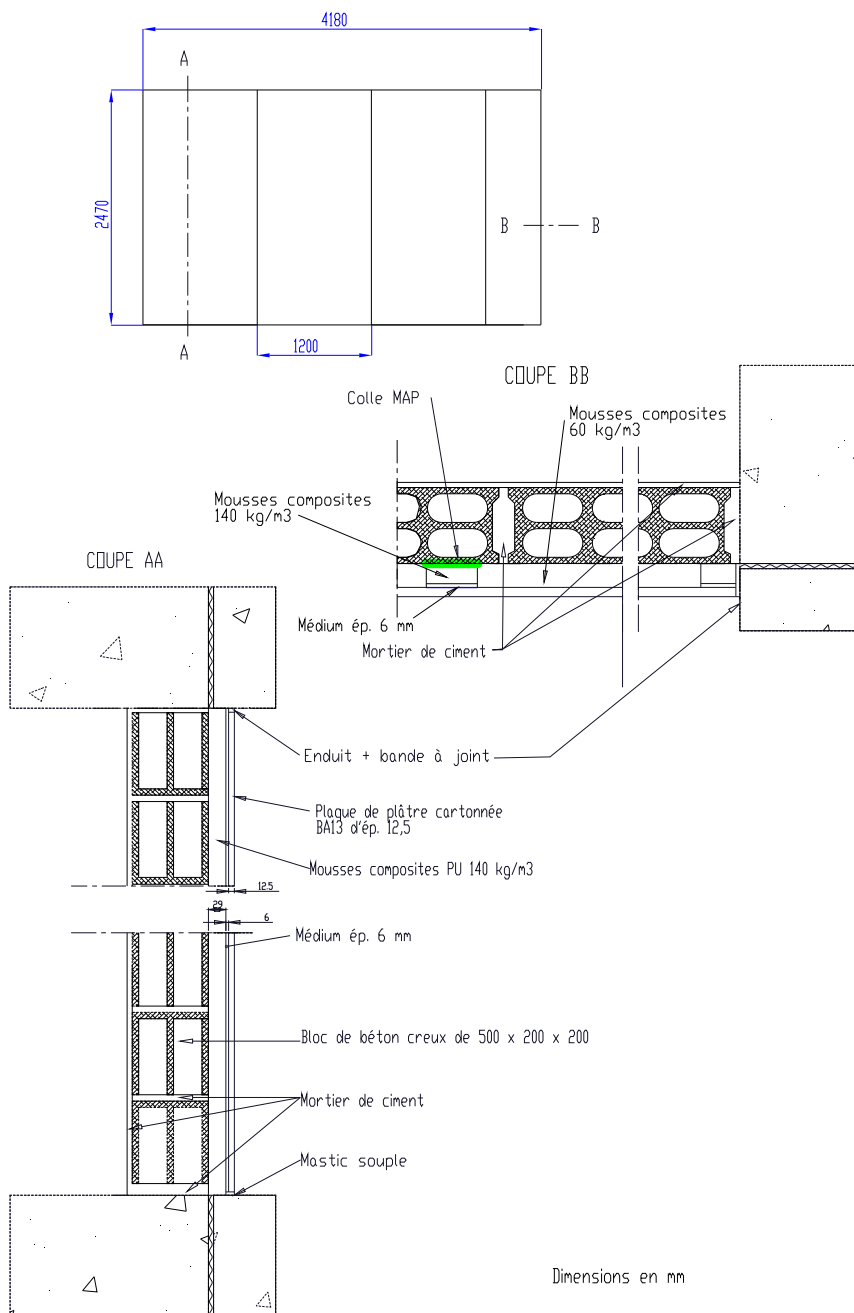 4180
A
2470
B
B
1200
A
COUPE BB
Colle MAP
Mousses composites
60 kg/m3
Mousses composites
140 kg/m3
COUPE AA
Médium ép. 6 mm
Mortier de ciment
Enduit + bande à joint
Plaque de plâtre cartonnée
BA13 d'ép. 12,5
Mousses composites PU 140 kg/m3
12.5
29
6
Médium ép. 6 mm
Bloc de béton creux de 500 x 200 x 200
Mortier de ciment
Mastic souple
Dimensions en mm